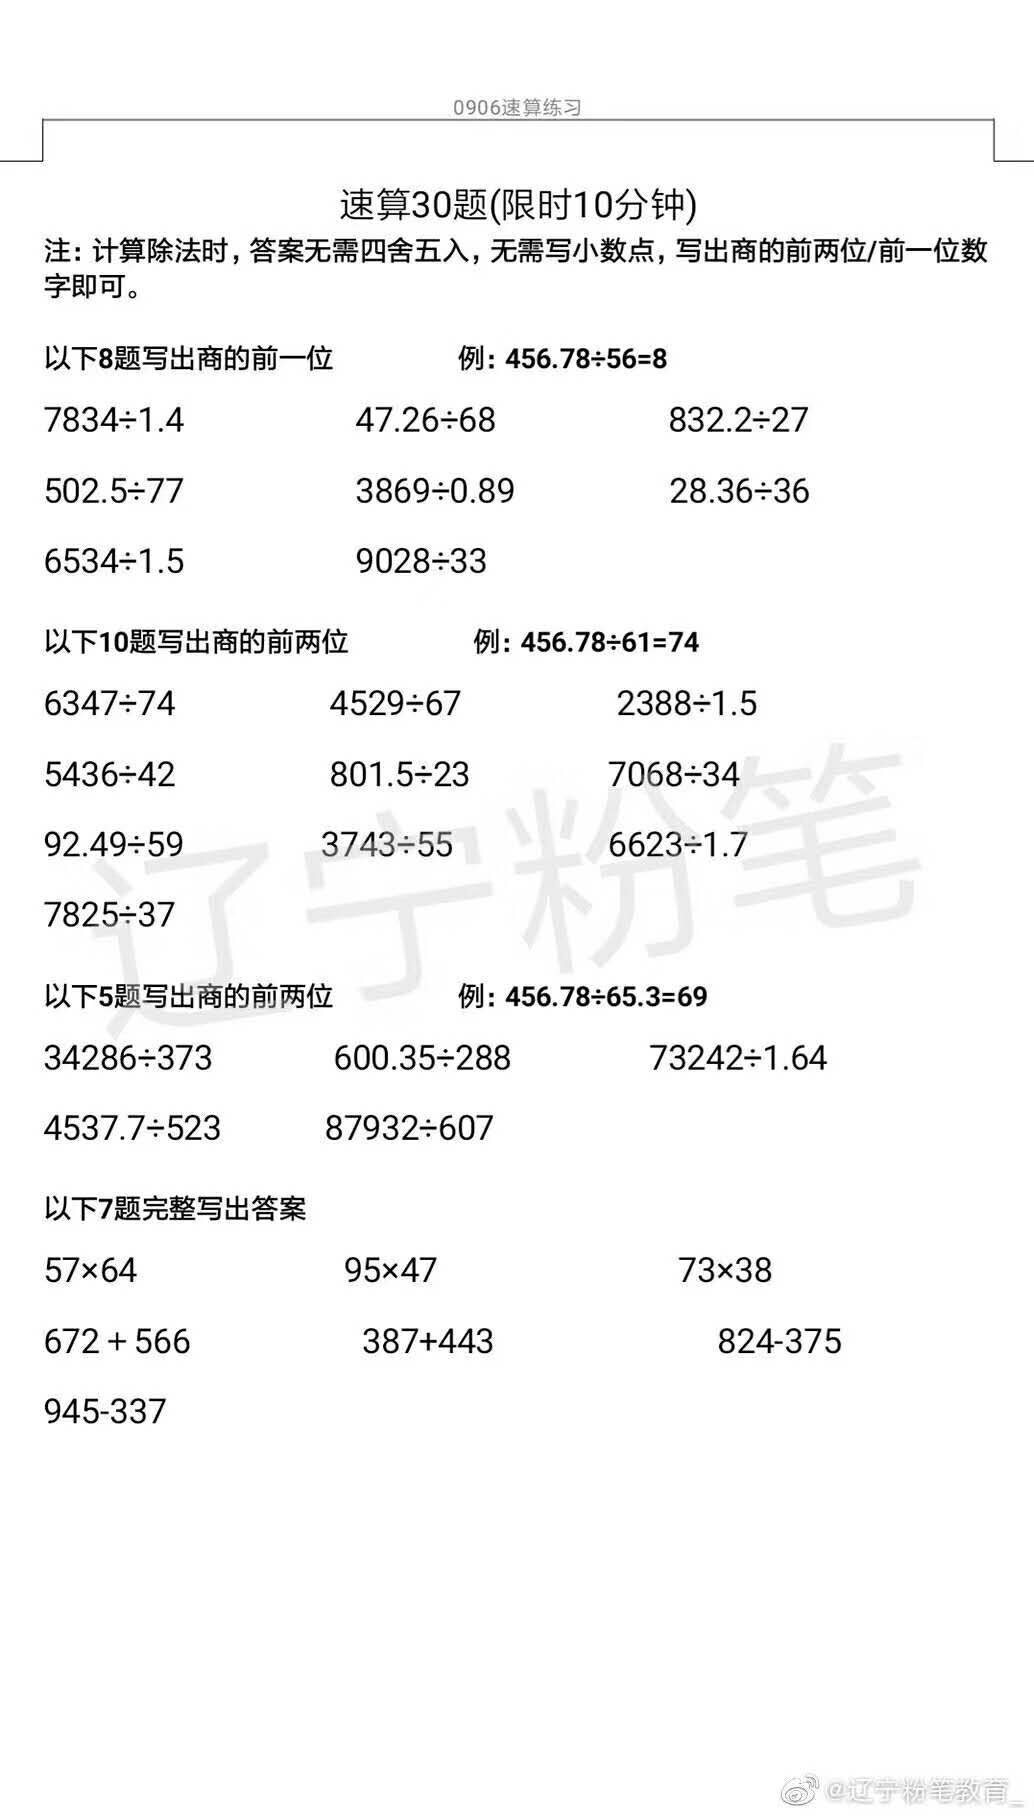 0906速算练习
速算30题(限时10分钟)
注: 计算除法时, 答案无需四舍五入, 无需写小数点, 写出商的前两位/前一位数
字即可。
以下8题写出商的前一位 例: 456.78÷56=8
7834÷1.4 47.26÷68 832.2÷27
502.5÷77 3869÷0.89 28.36÷36
6534÷1.5 9028÷33
以下10题写出商的前两位 例: 456.78÷61=74
6347÷74 4529÷67 2388÷1.5
5436÷42 801.5÷23 7068÷34
92.49÷59 3743÷55 6623÷1.7
7825÷37
辽宁粉笔
以下5题写出商的前两位 例: 456.78÷65.3=69
34286÷373 600.35÷288 73242÷1.64
4537.7÷523 87932÷607
以下7题完整写出答案
57×64 95×47 73×38
672+566 387+443 824-375
945-337
@辽宁粉笔教育_